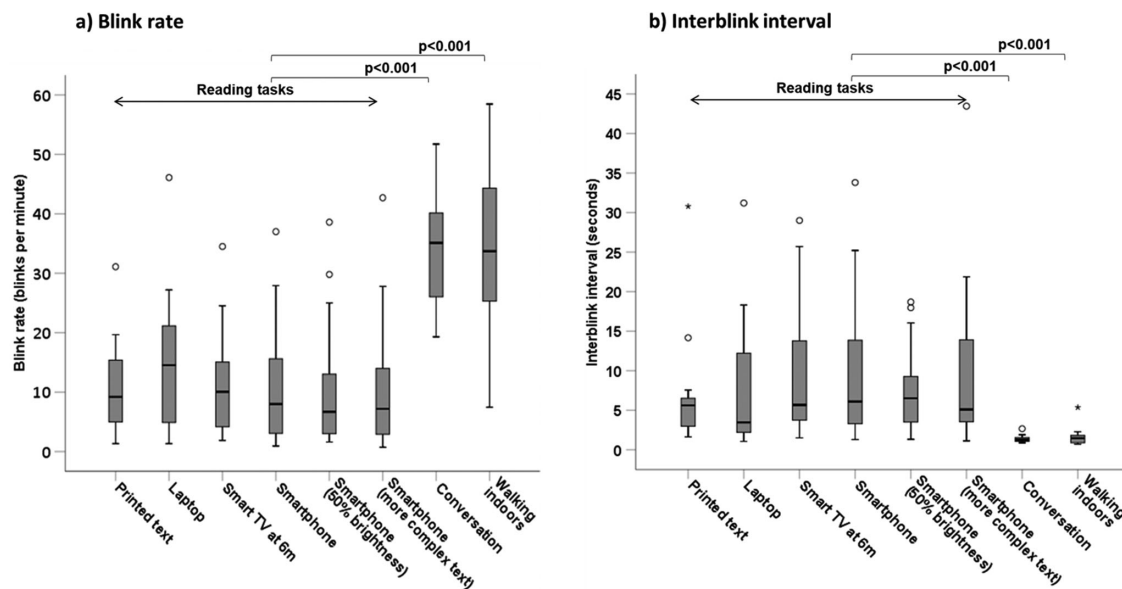 a) Blink rate
p<0.001
p<0.001
Reading tasks
60
50
40
30
20
10
0
Blink rate (blinks per minute)
Printed text
Laptop
Smart TV at 6m
Smartphone
Smartphone
(50% brightness)
Smartphone
(more complex text)
Conversation
Walking
indoors
b) Interblink interval
p<0.001
p<0.001
Reading tasks
45
40
35
30
25
20
15
10
5
0
Interblink interval (seconds)
Printed text
Laptop
Smart TV at 6m
Smartphone
Smartphone
(50% brightness)
Smartphone
(more complex text)
Conversation
Walking
indoors